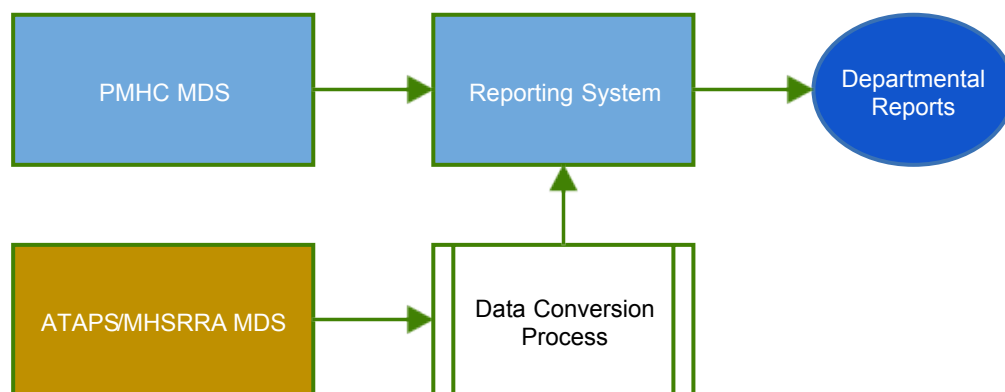 PMHC MDS
Reporting System
Departmental
Reports
ATAPS/MHSRRA MDS
Data Conversion
Process